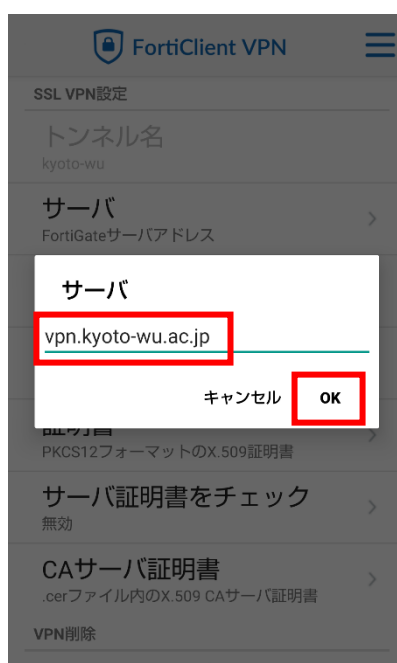 FortiClient VPN
SSL VPN設定
トンネル名
kyoto-wu
サーバ
FortiGateサーバアドレス
サーバ
vpn.kyoto-wu.ac.jp
キャンセル OK
PKCS12フォーマットのX.509証明書
サーバ証明書をチェック
無効
CAサーバ証明書
.cerファイル内のX.509 CAサーバ証明書
VPN削除